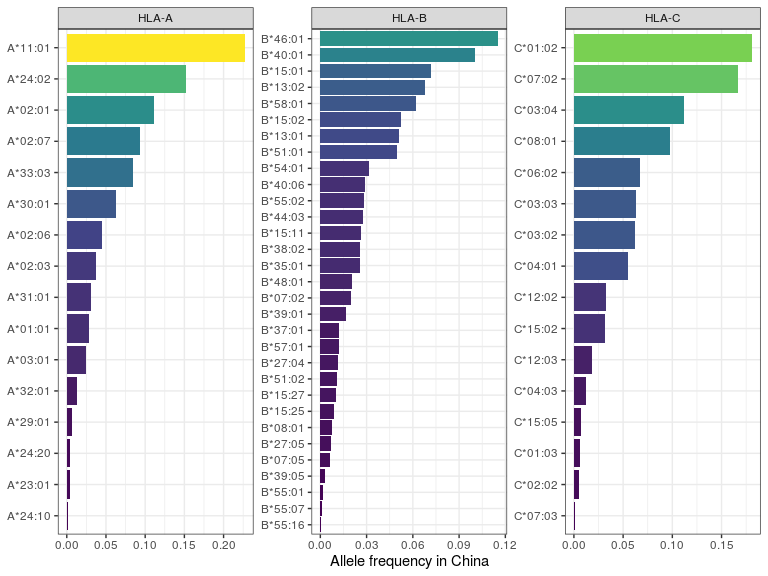 HLA-A
A*11:01
A*24:02
A*02:01
A*02:07
A*33:03
A*30:01
A*02:06
A*02:03
A*31:01
A*01:01
A*03:01
A*32:01
A*29:01
A*24:20
A*23:01
A*24:10
0.00 0.05 0.10 0.15 0.20
HLA-B
B*46:01
B*40:01
B*15:01
B*13:02
B*58:01
B*15:02
B*13:01
B*51:01
B*54:01
B*40:06
B*55:02
B*44:03
B*15:11
B*38:02
B*35:01
B*48:01
B*07:02
B*39:01
B*37:01
B*57:01
B*27:04
B*51:02
B*15:27
B*15:25
B*08:01
B*27:05
B*07:05
B*39:05
B*55:01
B*55:07
B*55:16
0.00 0.03 0.06 0.09 0.12
HLA-C
C*01:02
C*07:02
C*03:04
C*08:01
C*06:02
C*03:03
C*03:02
C*04:01
C*12:02
C*15:02
C*12:03
C*04:03
C*15:05
C*01:03
C*02:02
C*07:03
0.00 0.05 0.10 0.15
Allele frequency in China